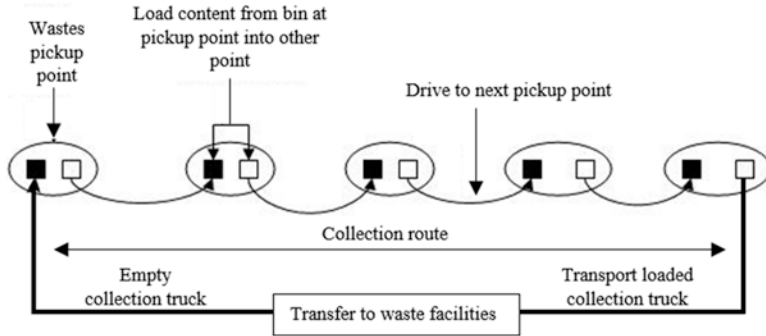 Wastes
pickup
point
Load content from bin at
pickup point into other
point
Drive to next pickup point
Collection route
Empty
collection truck
Transport loaded
collection truck
Transfer to waste facilities